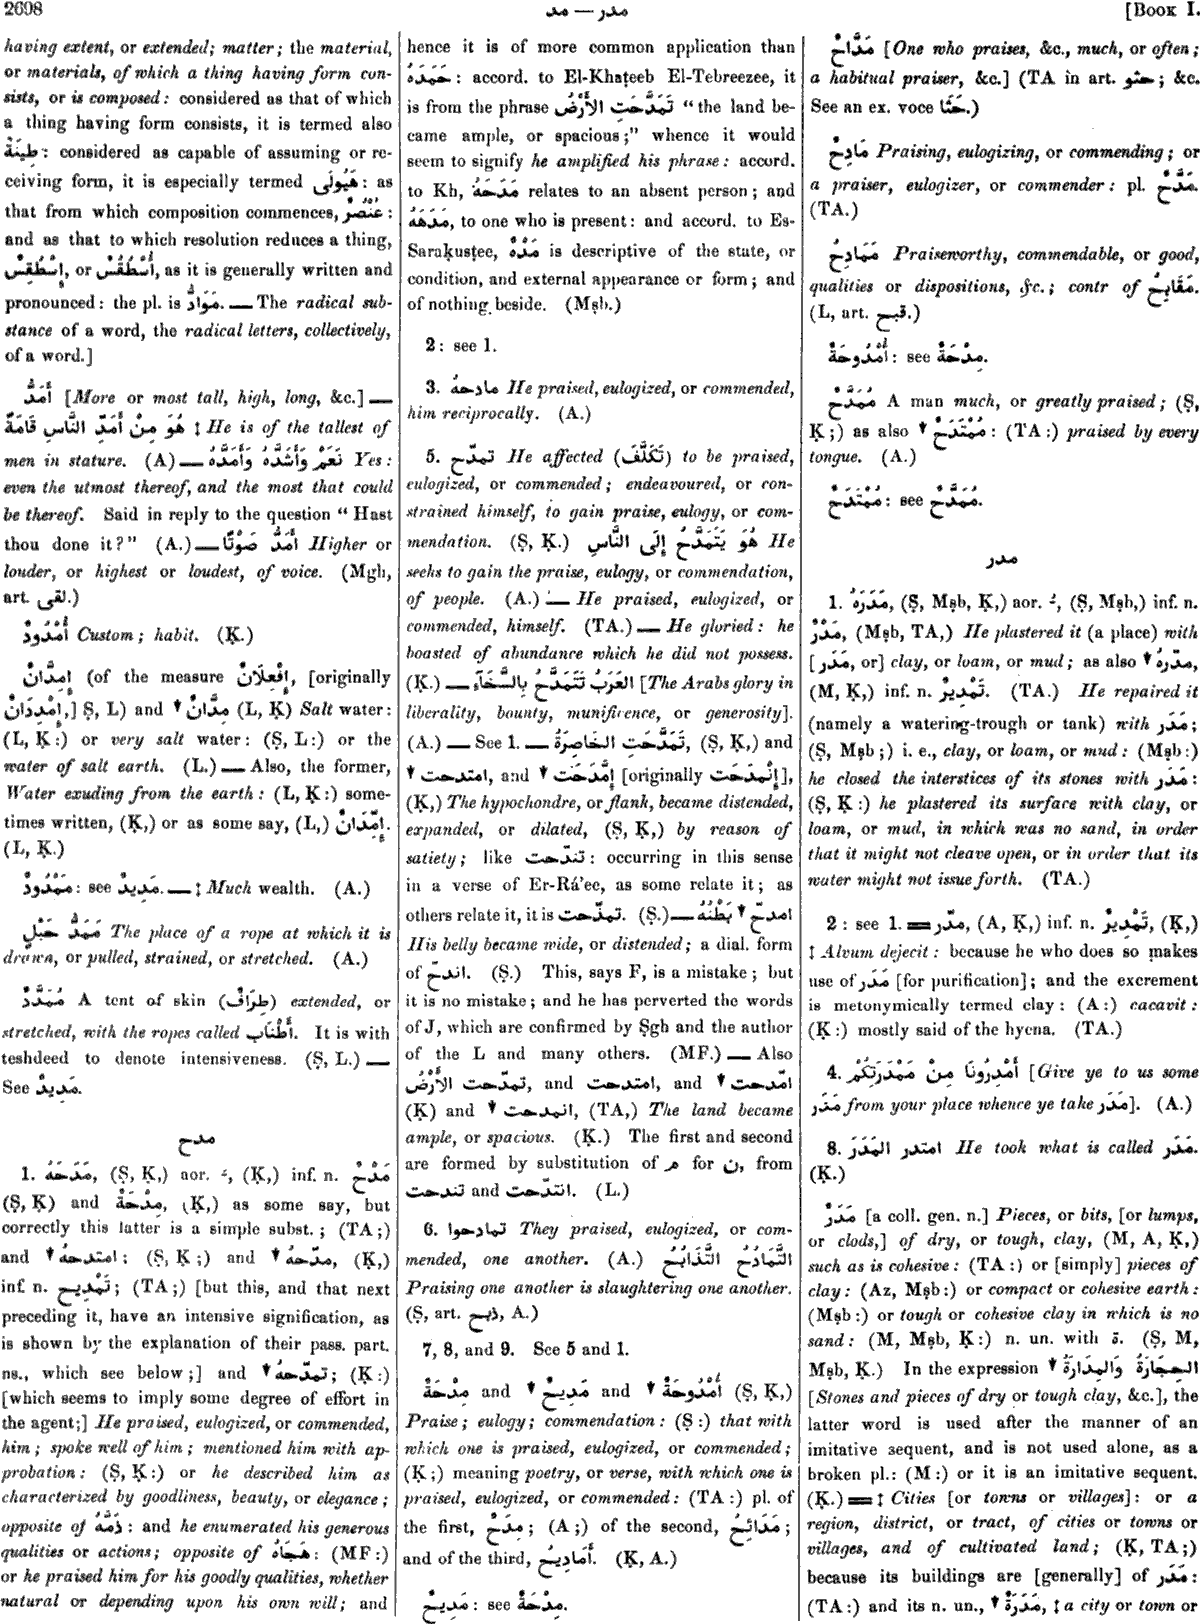 2698
مدر — مد
[BOOK I.
having extent, or extended; matter; the material,
or materials, of which a thing having form con-
sists, or is composed: considered as that of which
a thing having form consists, it is termed also
طِينَةٌ: considered as capable of assuming or re-
ceiving form, it is especially termed هَيُولَى: as
that from which composition commences, عُنْصُرٌ:
and as that to which resolution reduces a thing,
إِسْطَقِسٌ, or أُسْطُقُسٌ, as it is generally written and
pronounced: the pl. is مَوَادُّ. — The radical sub-
stance of a word, the radical letters, collectively,
of a word.]
أَمَدُّ [More or most tall, high, long, &c.] —
هُوَ مِنْ أَمَدِّ النَّاسِ قَامَةً ‡ He is of the tallest of
men in stature. (A) — نَعَمْ وَأَشَدُّهُ وَأَمَدُّهُ Yes:
even the utmost thereof, and the most that could
be thereof. Said in reply to the question “Hast
thou done it?” (A.) — أَمَدُّ صَوْتًا Higher or
louder, or highest or loudest, of voice. (Mgh,
art. لقى.)
أُمْدُودٌ Custom; habit. (Ḳ.)
إِمِدَّانٌ (of the measure إِفْعِلَانٌ, [originally
إِمْدِدَانٌ,] Ṣ, L) and ↓ مِدَّانٌ (L, Ḳ) Salt water:
(L, Ḳ:) or very salt water: (Ṣ, L:) or the
water of salt earth. (L.) — Also, the former,
Water exuding from the earth: (L, Ḳ:) some-
times written, (Ḳ,) or as some say, (L,) إِمِّدَانٌ.
(L, Ḳ.)
مَمْدُودٌ: see مَدِيدٌ. — ‡ Much wealth. (A.)
مَمَدُّ حَبْلٍ The place of a rope at which it is
drawn, or pulled, strained, or stretched. (A.)
مُمَدَّدٌ A tent of skin (طِرَافٌ) extended, or
stretched, with the ropes called أَطْنَاب. It is with
teshdeed to denote intensiveness. (Ṣ, L.) —
See مَدِيدٌ.
مدح
1. مَدَحَهُ, (Ṣ, Ḳ,) aor. ـَ, (Ḳ,) inf. n. مَدْحٌ
(Ṣ, Ḳ) and مِدْحَةٌ, (Ḳ,) as some say, but
correctly this latter is a simple subst.; (TA;)
and ↓ امتدحهُ: (Ṣ, Ḳ;) and ↓ مدّحهُ, (Ḳ,)
inf. n. تَمْدِيح; (TA;) [but this, and that next
preceding it, have an intensive signification, as
is shown by the explanation of their pass. part.
ns., which see below;] and ↓ تمدّحهُ; (Ḳ:)
[which seems to imply some degree of effort in
the agent;] He praised, eulogized, or commended,
him; spoke well of him; mentioned him with ap-
probation: (Ṣ, Ḳ:) or he described him as
characterized by goodliness, beauty, or elegance;
opposite of ذَمَّهُ: and he enumerated his generous
qualities or actions; opposite of هَجَاهُ: (MF:)
or he praised him for his goodly qualities, whether
natural or depending upon his own will; and
hence it is of more common application than
حَمِدَهُ: accord. to El-Khaṭeeb El-Tebreezee, it
is from the phrase تَمَدَّحَتِ الأَرْضُ “the land be-
came ample, or spacious;” whence it would
seem to signify he amplified his phrase: accord.
to Kh, مَدَحَهُ relates to an absent person; and
مَدَهَهُ, to one who is present: and accord. to Es-
Saraḳusṭee, مَدْهٌ is descriptive of the state, or
condition, and external appearance or form; and
of nothing beside. (Mṣb.)
2: see 1.
3. مادحهُ He praised, eulogized, or commended,
him reciprocally. (A.)
5. تمدّح He affected (تَكَلَّفَ) to be praised,
eulogized, or commended; endeavoured, or con-
strained himself, to gain praise, eulogy, or com-
mendation. (Ṣ, Ḳ.) هُوَ يَتَمَدَّحُ إِلَى النَّاسِ He
seeks to gain the praise, eulogy, or commendation,
of people. (A.) — He praised, eulogized, or
commended, himself. (TA.) — He gloried: he
boasted of abundance which he did not possess.
(Ḳ.) — العَرَبُ تَتَمَدَّحُ بِالسَّخَآءِ [The Arabs glory in
liberality, bounty, munificence, or generosity].
(A.) — See 1. — تَمَدَّحَتِ الخَاصِرَةُ, (Ṣ, Ḳ,) and
↓ امتدحت, and ↓ إِمَّدَحَت [originally إِنْمَدَحَت],
(Ḳ,) The hypochondre, or flank, became distended,
expanded, or dilated, (Ṣ, Ḳ,) by reason of
satiety; like تندّحت: occurring in this sense
in a verse of Er-Rá’ee, as some relate it; as
others relate it, it is تمذّحت. (Ṣ.) — ↓ امدحّ بَطْنُهُ
His belly became wide, or distended; a dial. form
of اندحّ. (Ṣ.) This, says F, is a mistake; but
it is no mistake; and he has perverted the words
of J, which are confirmed by Ṣgh and the author
of the L and many others. (MF.) — Also
تمدّحت الأَرْضُ, and امتدحت, and ↓ امّدحت
(Ḳ) and ↓ انمدحت, (TA,) The land became
ample, or spacious. (Ḳ.) The first and second
are formed by substitution of م for ن, from
تندحت and انتدّحت. (L.)
6. تمادحوا They praised, eulogized, or com-
mended, one another. (A.) التَّمَادُحُ التَّذَابُحُ
Praising one another is slaughtering one another.
(Ṣ, art. ذبح, A.)
7, 8, and 9. See 5 and 1.
مِدْحَةٌ and ↓ مَدِيحٌ and ↓ أُمْدُوحَةٌ (Ṣ, Ḳ,)
Praise; eulogy; commendation: (Ṣ:) that with
which one is praised, eulogized, or commended;
(Ḳ;) meaning poetry, or verse, with which one is
praised, eulogized, or commended: (TA:) pl. of
the first, مِدَحٌ; (A;) of the second, مَدَائِحُ;
and of the third, أَمَادِيحُ. (Ḳ, A.)
مَدِيحٌ: see مِدْحَةٌ.
مَدَّاحٌ [One who praises, &c., much, or often;
a habitual praiser, &c.] (TA in art. حثو; &c.
See an ex. voce حَثَا.)
مَادِحٌ Praising, eulogizing, or commending; or
a praiser, eulogizer, or commender: pl. مُدَّحٌ.
(TA.)
مَمَادِحُ Praiseworthy, commendable, or good,
qualities or dispositions, &c.; contr of مَقَابِحُ.
(L, art. قبح.)
أُمْدُوحَةٌ: see مِدْحَةٌ.
مُمَدَّحٌ A man much, or greatly praised; (Ṣ,
Ḳ;) as also ↓ مُمْتَدَحٌ: (TA:) praised by every
tongue. (A.)
مُمْتَدَحٌ: see مُمَدَّحٌ.
مدر
1. مَدَرَهُ, (Ṣ, Mṣb, Ḳ,) aor. ـُ, (Ṣ, Mṣb,) inf. n.
مَدْرٌ, (Mṣb, TA,) He plastered it (a place) with
[مَدَر, or] clay, or loam, or mud; as also ↓ مدّرهُ,
(M, Ḳ,) inf. n. تَمْدِيرٌ. (TA.) He repaired it
(namely a watering-trough or tank) with مَدَر;
(Ṣ, Mṣb;) i. e., clay, or loam, or mud: (Mṣb:)
he closed the interstices of its stones with مَدَر:
(Ṣ, Ḳ:) he plastered its surface with clay, or
loam, or mud, in which was no sand, in order
that it might not cleave open, or in order that its
water might not issue forth. (TA.)
2: see 1. = مدّر, (A, Ḳ,) inf. n. تَمْدِيرٌ, (Ḳ,)
‡ Alvum dejecit: because he who does so makes
use of مَدَر [for purification]; and the excrement
is metonymically termed clay: (A:) cacavit:
(Ḳ:) mostly said of the hyena. (TA.)
4. أَمْدِرُونَا مِنْ مَمْدَرَتِكُمْ [Give ye to us some
مَدَر from your place whence ye take مَدَر]. (A.)
8. امتدر المَدَرَ He took what is called مَدَر.
(Ḳ.)
مَدَرٌ [a coll. gen. n.] Pieces, or bits, [or lumps,
or clods,] of dry, or tough, clay, (M, A, Ḳ,)
such as is cohesive: (TA:) or [simply] pieces of
clay: (Az, Mṣb:) or compact or cohesive earth:
(Mṣb:) or tough or cohesive clay in which is no
sand: (M, Mṣb, Ḳ:) n. un. with ة. (Ṣ, M,
Mṣb, Ḳ.) In the expression ↓ الحِجَارَةُ وَالمِدَارَةُ
[Stones and pieces of dry or tough clay, &c.], the
latter word is used after the manner of an
imitative sequent, and is not used alone, as a
broken pl.: (M:) or it is an imitative sequent.
(Ḳ.) = ‡ Cities [or towns or villages]: or a
region, district, or tract, of cities or towns or
villages, and of cultivated land; (Ḳ, TA;)
because its buildings are [generally] of مَدَر:
(TA:) and its n. un., ↓ مَدَرَةٌ, ‡ a city or town or